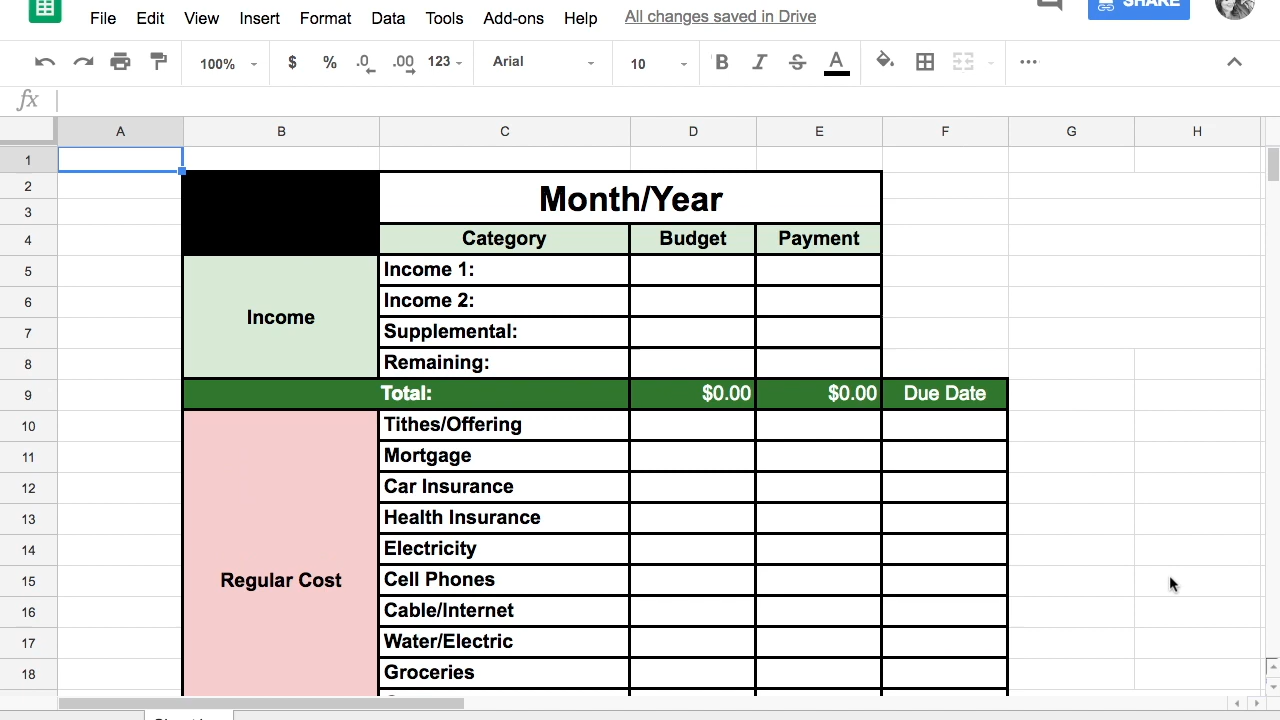 File Edit View Insert Format Data Tools Add-ons Help All changes saved in Drive SHARE
100% $ % .0 .00 123 Arial 10 B I S A
fx
A B C D E F G H
1
2 Month/Year
3
4 Category Budget Payment
5 Income 1:
6 Income 2:
Income
7 Supplemental:
8 Remaining:
9 Total: $0.00 $0.00 Due Date
10 Tithes/Offering
11 Mortgage
12 Car Insurance
13 Health Insurance
14 Electricity
15 Regular Cost Cell Phones
16 Cable/Internet
17 Water/Electric
18 Groceries